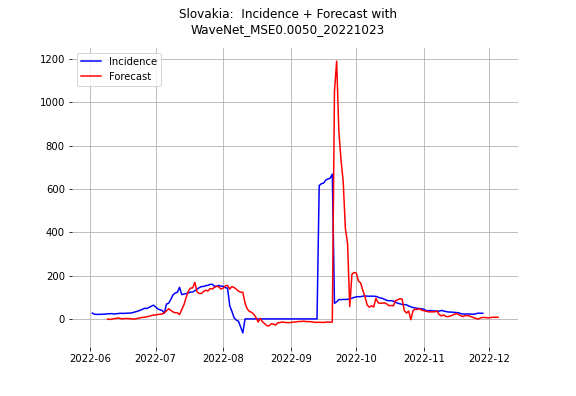 Slovakia:  Incidence + Forecast with
WaveNet_MSE0.0050_20221023
Incidence
Forecast
1200
1000
800
600
400
200
0
2022-06 2022-07 2022-08 2022-09 2022-10 2022-11 2022-12